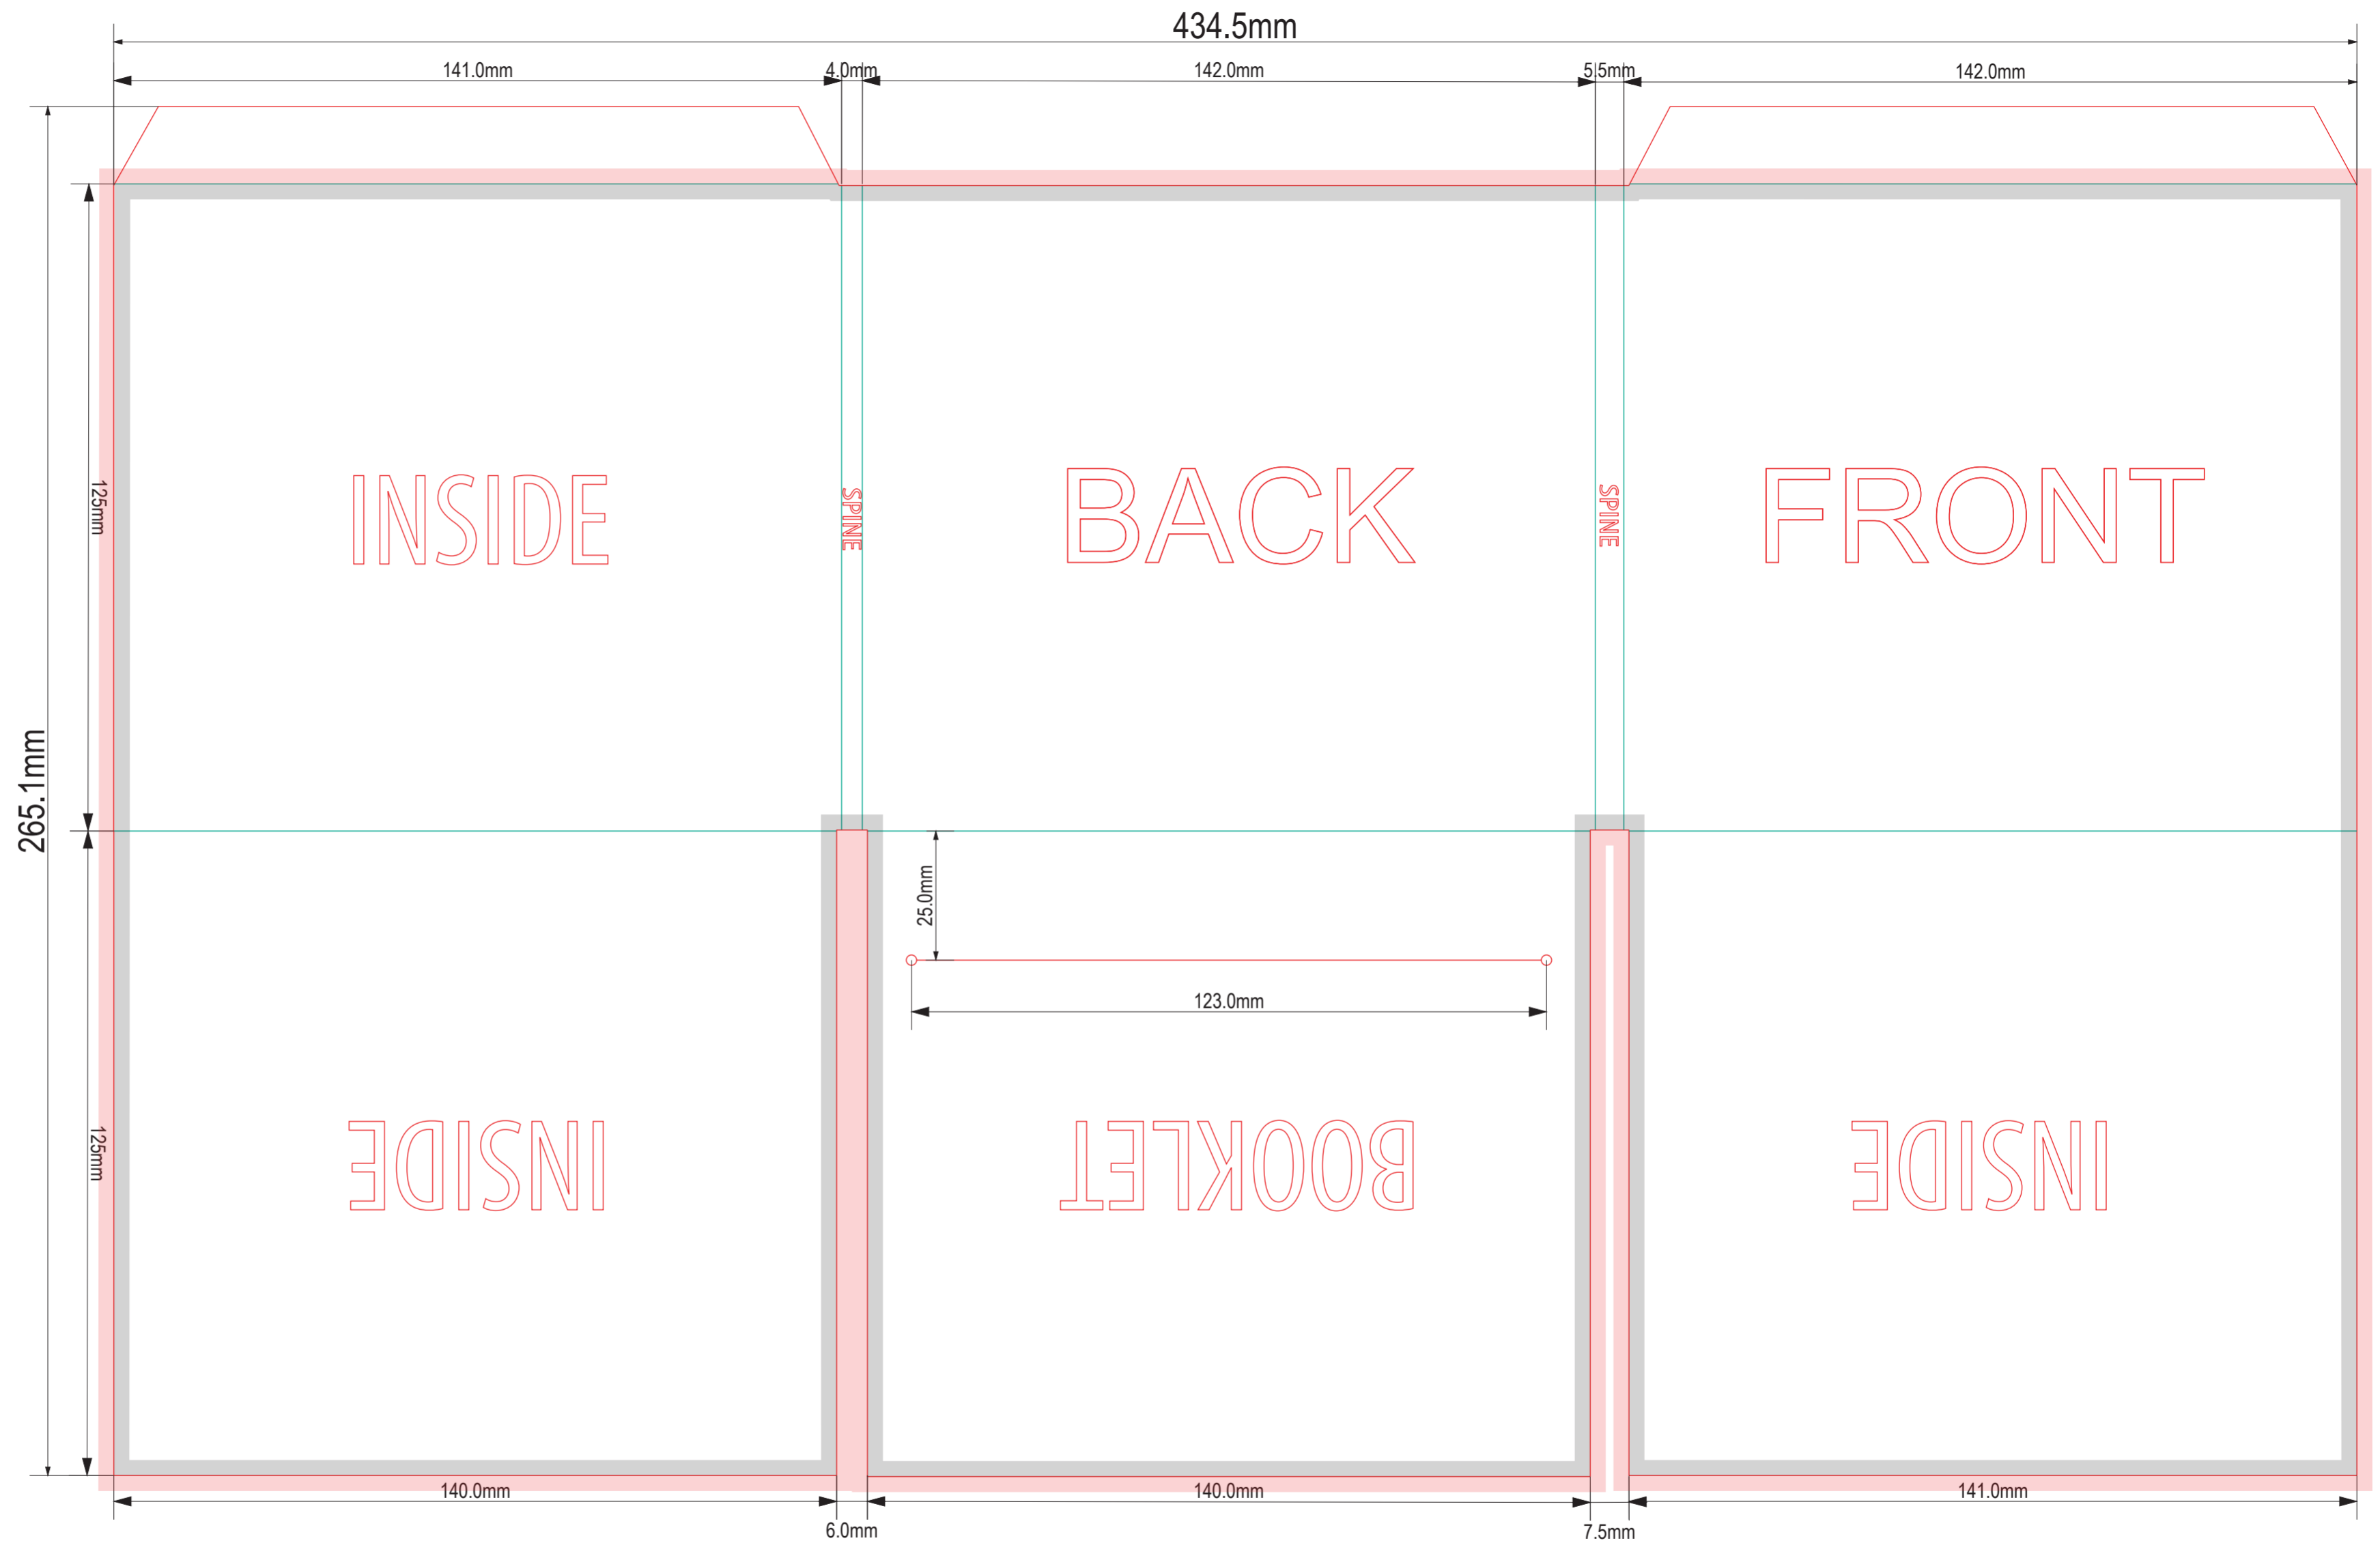 434.5mm
141.0mm 4.0mm 142.0mm 5.5mm 142.0mm
125mm
INSIDE SPINE BACK SPINE FRONT
265.1mm
25.0mm
123.0mm
125mm
INSIDE BOOKLET INSIDE
140.0mm 140.0mm 141.0mm
6.0mm 7.5mm